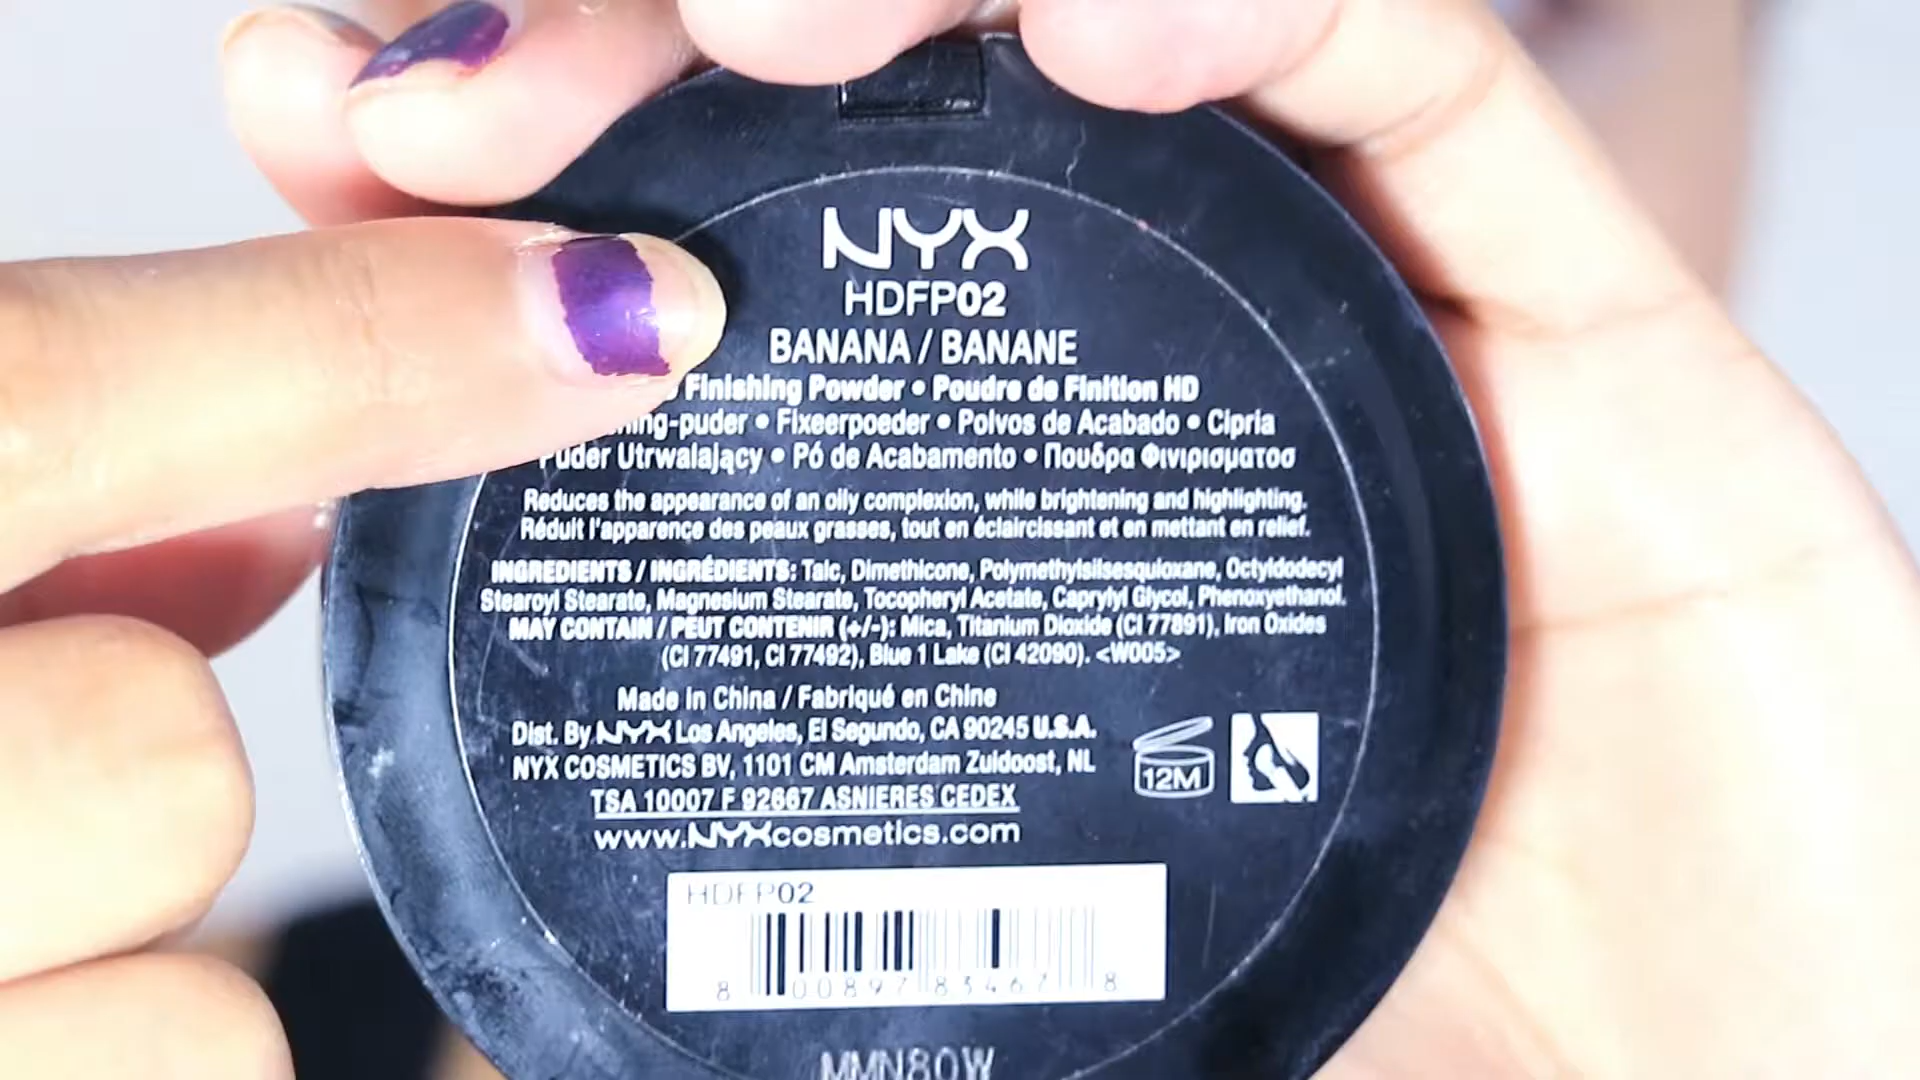 NYX
HDFP02
BANANA / BANANE
Finishing Powder • Poudre de Finition HD
-puder • Fixeerpoeder • Polvos de Acabado • Cipria
Puder Utrwalający • Pó de Acabamento • Πουδρα Φινιρισματοσ
Reduces the appearance of an oily complexion, while brightening and highlighting.
Réduit l'apparence des peaux grasses, tout en éclaircissant et en mettant en relief.
INGREDIENTS / INGRÉDIENTS: Talc, Dimethicone, Polymethylsilsesquioxane, Octyldodecyl
Stearoyl Stearate, Magnesium Stearate, Tocopheryl Acetate, Caprylyl Glycol, Phenoxyethanol.
MAY CONTAIN / PEUT CONTENIR (+/-): Mica, Titanium Dioxide (CI 77891), Iron Oxides
(CI 77491, CI 77492), Blue 1 Lake (CI 42090). <W005>
Made in China / Fabriqué en Chine
Dist. By NYX Los Angeles, El Segundo, CA 90245 U.S.A.
NYX COSMETICS BV, 1101 CM Amsterdam Zuidoost, NL
TSA 10007 F 92667 ASNIERES CEDEX
www.NYXcosmetics.com
12M
HDFP02
8 00897 83467 8
MMN80W